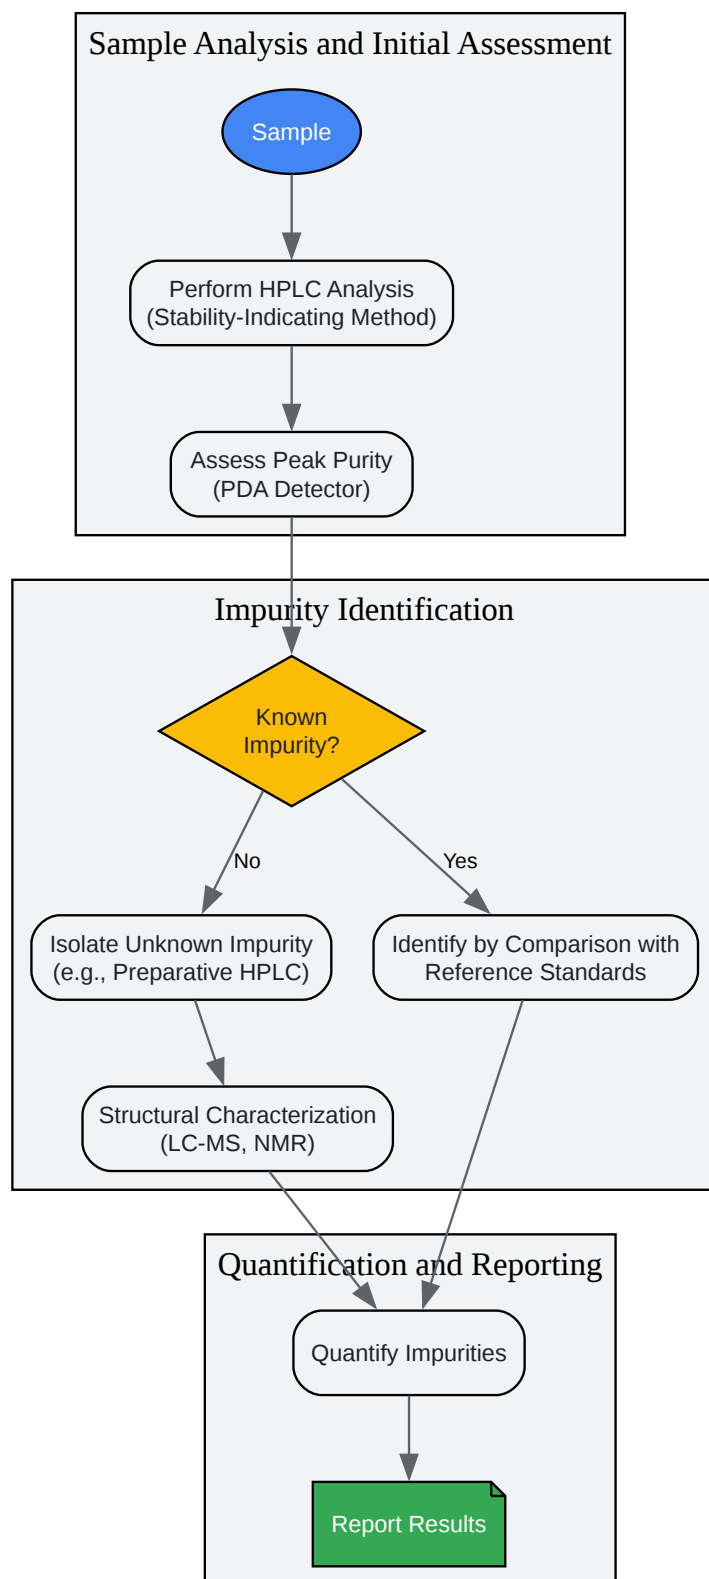 Sample Analysis and Initial Assessment
Sample
Perform HPLC Analysis
(Stability-Indicating Method)
Assess Peak Purity
(PDA Detector)
Impurity Identification
Known
Impurity?
No
Yes
Isolate Unknown Impurity
(e.g., Preparative HPLC)
Identify by Comparison with
Reference Standards
Structural Characterization
(LC-MS, NMR)
Quantification and Reporting
Quantify Impurities
Report Results